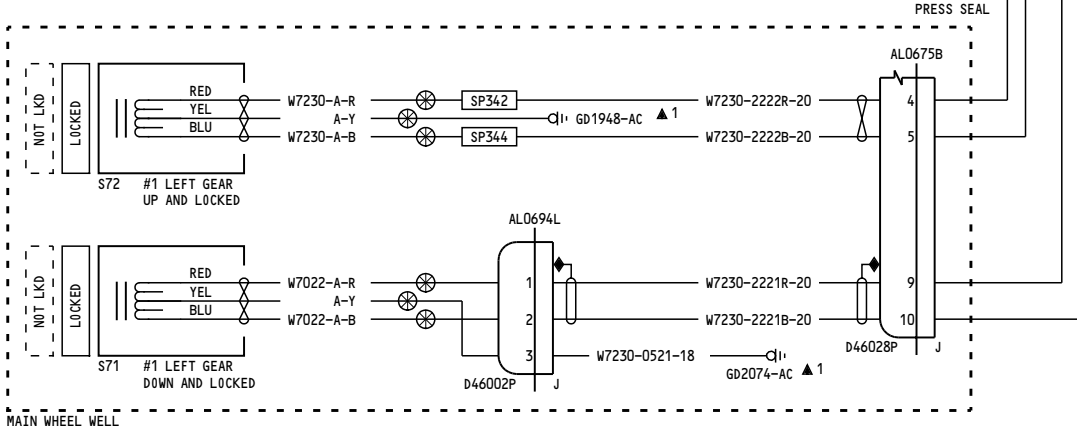 PRESS SEAL
AL0675B
NOT LKD
LOCKED
RED
YEL
BLU
W7230-A-R
A-Y
W7230-A-B
SP342
SP344
GD1948-AC
1
W7230-2222R-20
W7230-2222B-20
4
5
S72
#1 LEFT GEAR
UP AND LOCKED
AL0694L
NOT LKD
LOCKED
RED
YEL
BLU
W7022-A-R
A-Y
W7022-A-B
1
2
3
W7230-2221R-20
W7230-2221B-20
9
10
W7230-0521-18
GD2074-AC
1
D46028P
J
S71
#1 LEFT GEAR
DOWN AND LOCKED
D46002P
J
MAIN WHEEL WELL